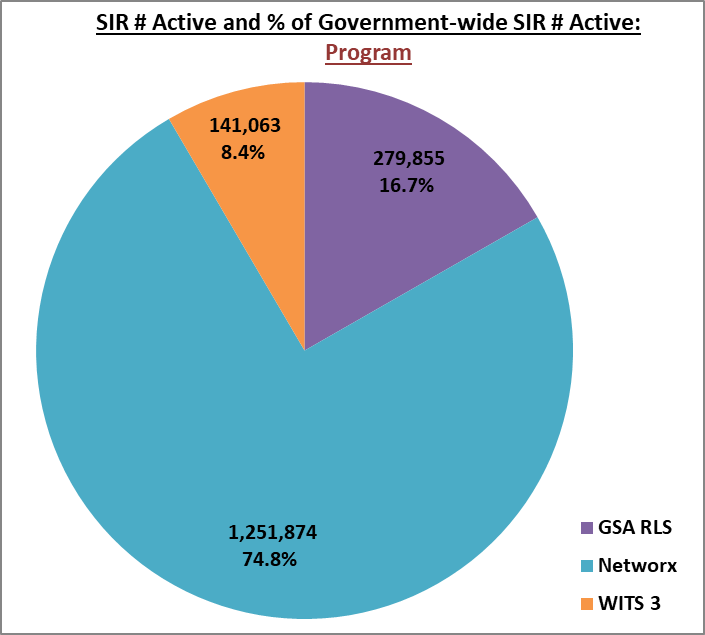 SIR # Active and % of Government-wide SIR # Active:
Program
141,063
8.4%
279,855
16.7%
1,251,874
74.8%
GSA RLS
Networx
WITS 3